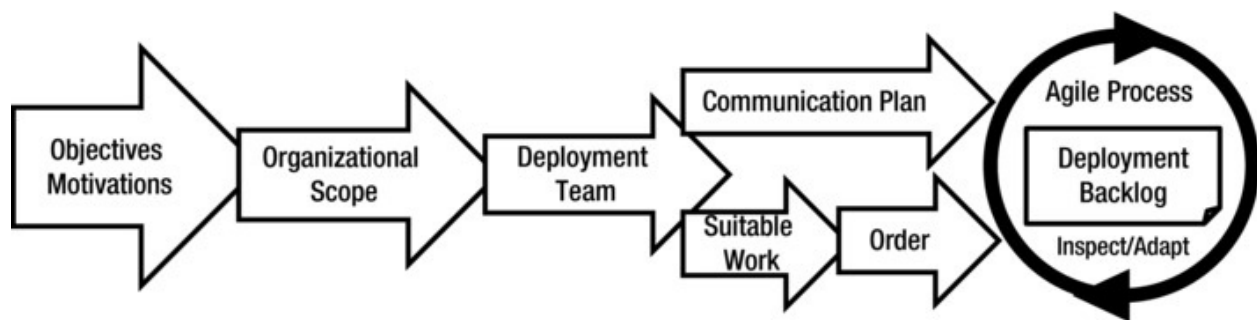 Objectives
Motivations
Organizational
Scope
Deployment
Team
Communication Plan
Suitable
Work
Order
Agile Process
Deployment
Backlog
Inspect/Adapt